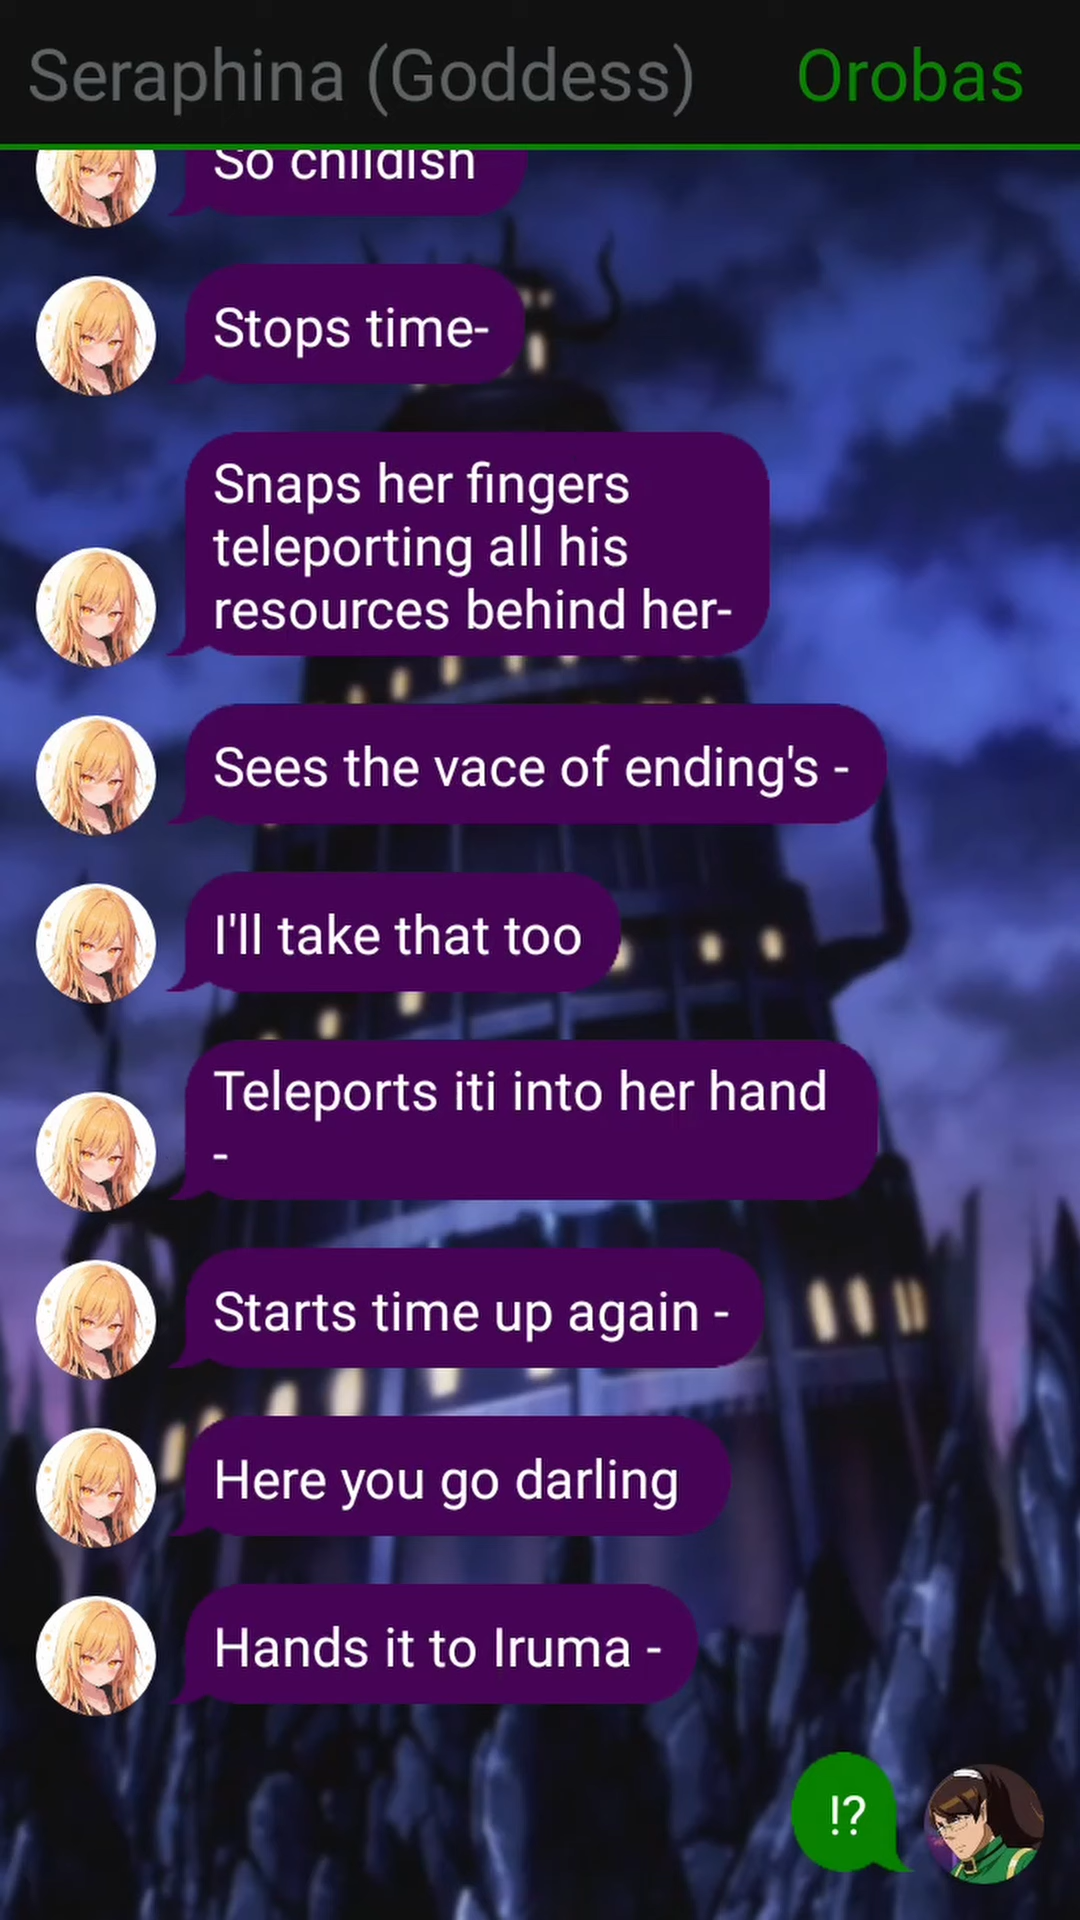 Seraphina (Goddess) Orobas
So childish
Stops time-
Snaps her fingers
teleporting all his
resources behind her-
Sees the vace of ending's -
I'll take that too
Teleports iti into her hand
-
Starts time up again -
Here you go darling
Hands it to Iruma -
!?